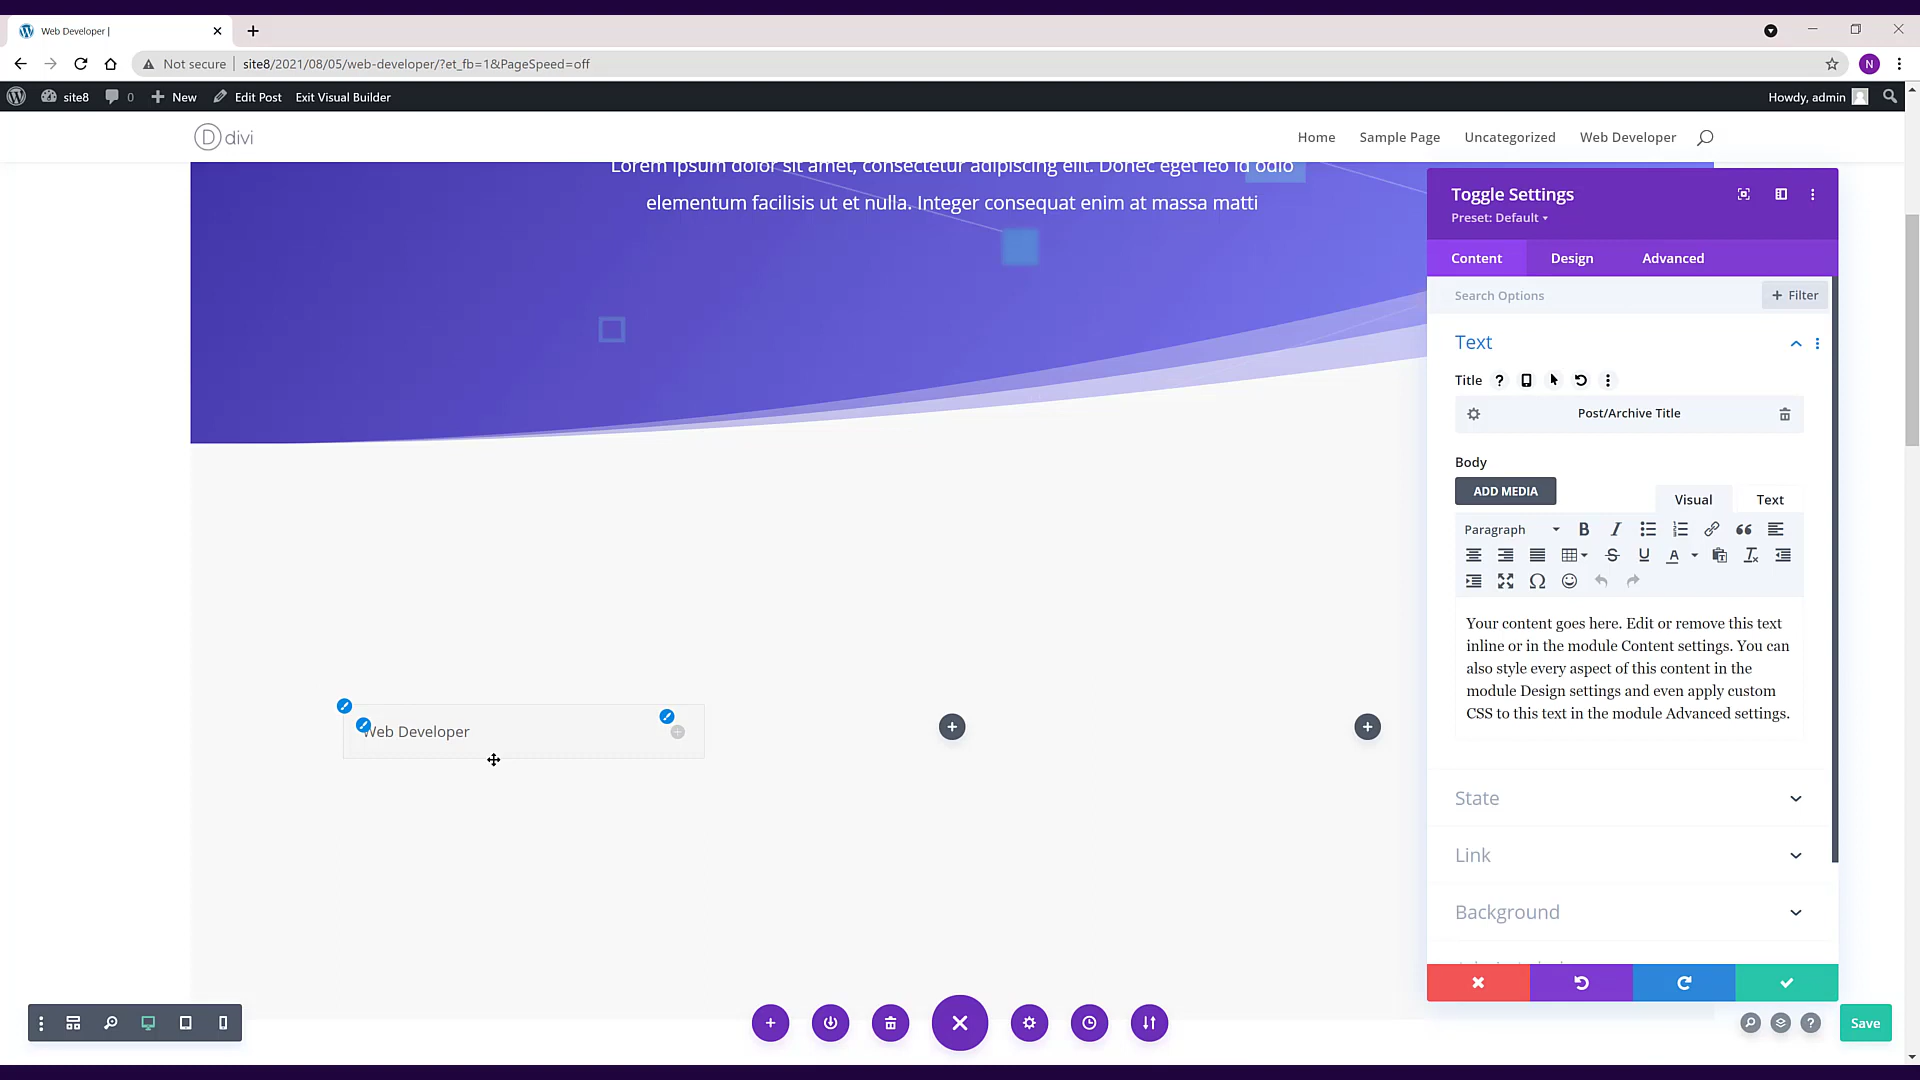 Web Developer |
Not secure
site8/2021/08/05/web-developer/?et_fb=1&PageSpeed=off
N
site8
0
New
Edit Post
Exit Visual Builder
Howdy, admin
D divi
Home
Sample Page
Uncategorized
Web Developer
Lorem ipsum dolor sit amet, consectetur adipiscing elit. Donec eget leo id odio
elementum facilisis ut et nulla. Integer consequat enim at massa matti
Toggle Settings
Preset: Default
Content
Design
Advanced
Search Options
+ Filter
Text
Title
Post/Archive Title
Body
ADD MEDIA
Visual
Text
Paragraph
Your content goes here. Edit or remove this text
inline or in the module Content settings. You can
also style every aspect of this content in the
module Design settings and even apply custom
CSS to this text in the module Advanced settings.
Web Developer
State
Link
Background
Save